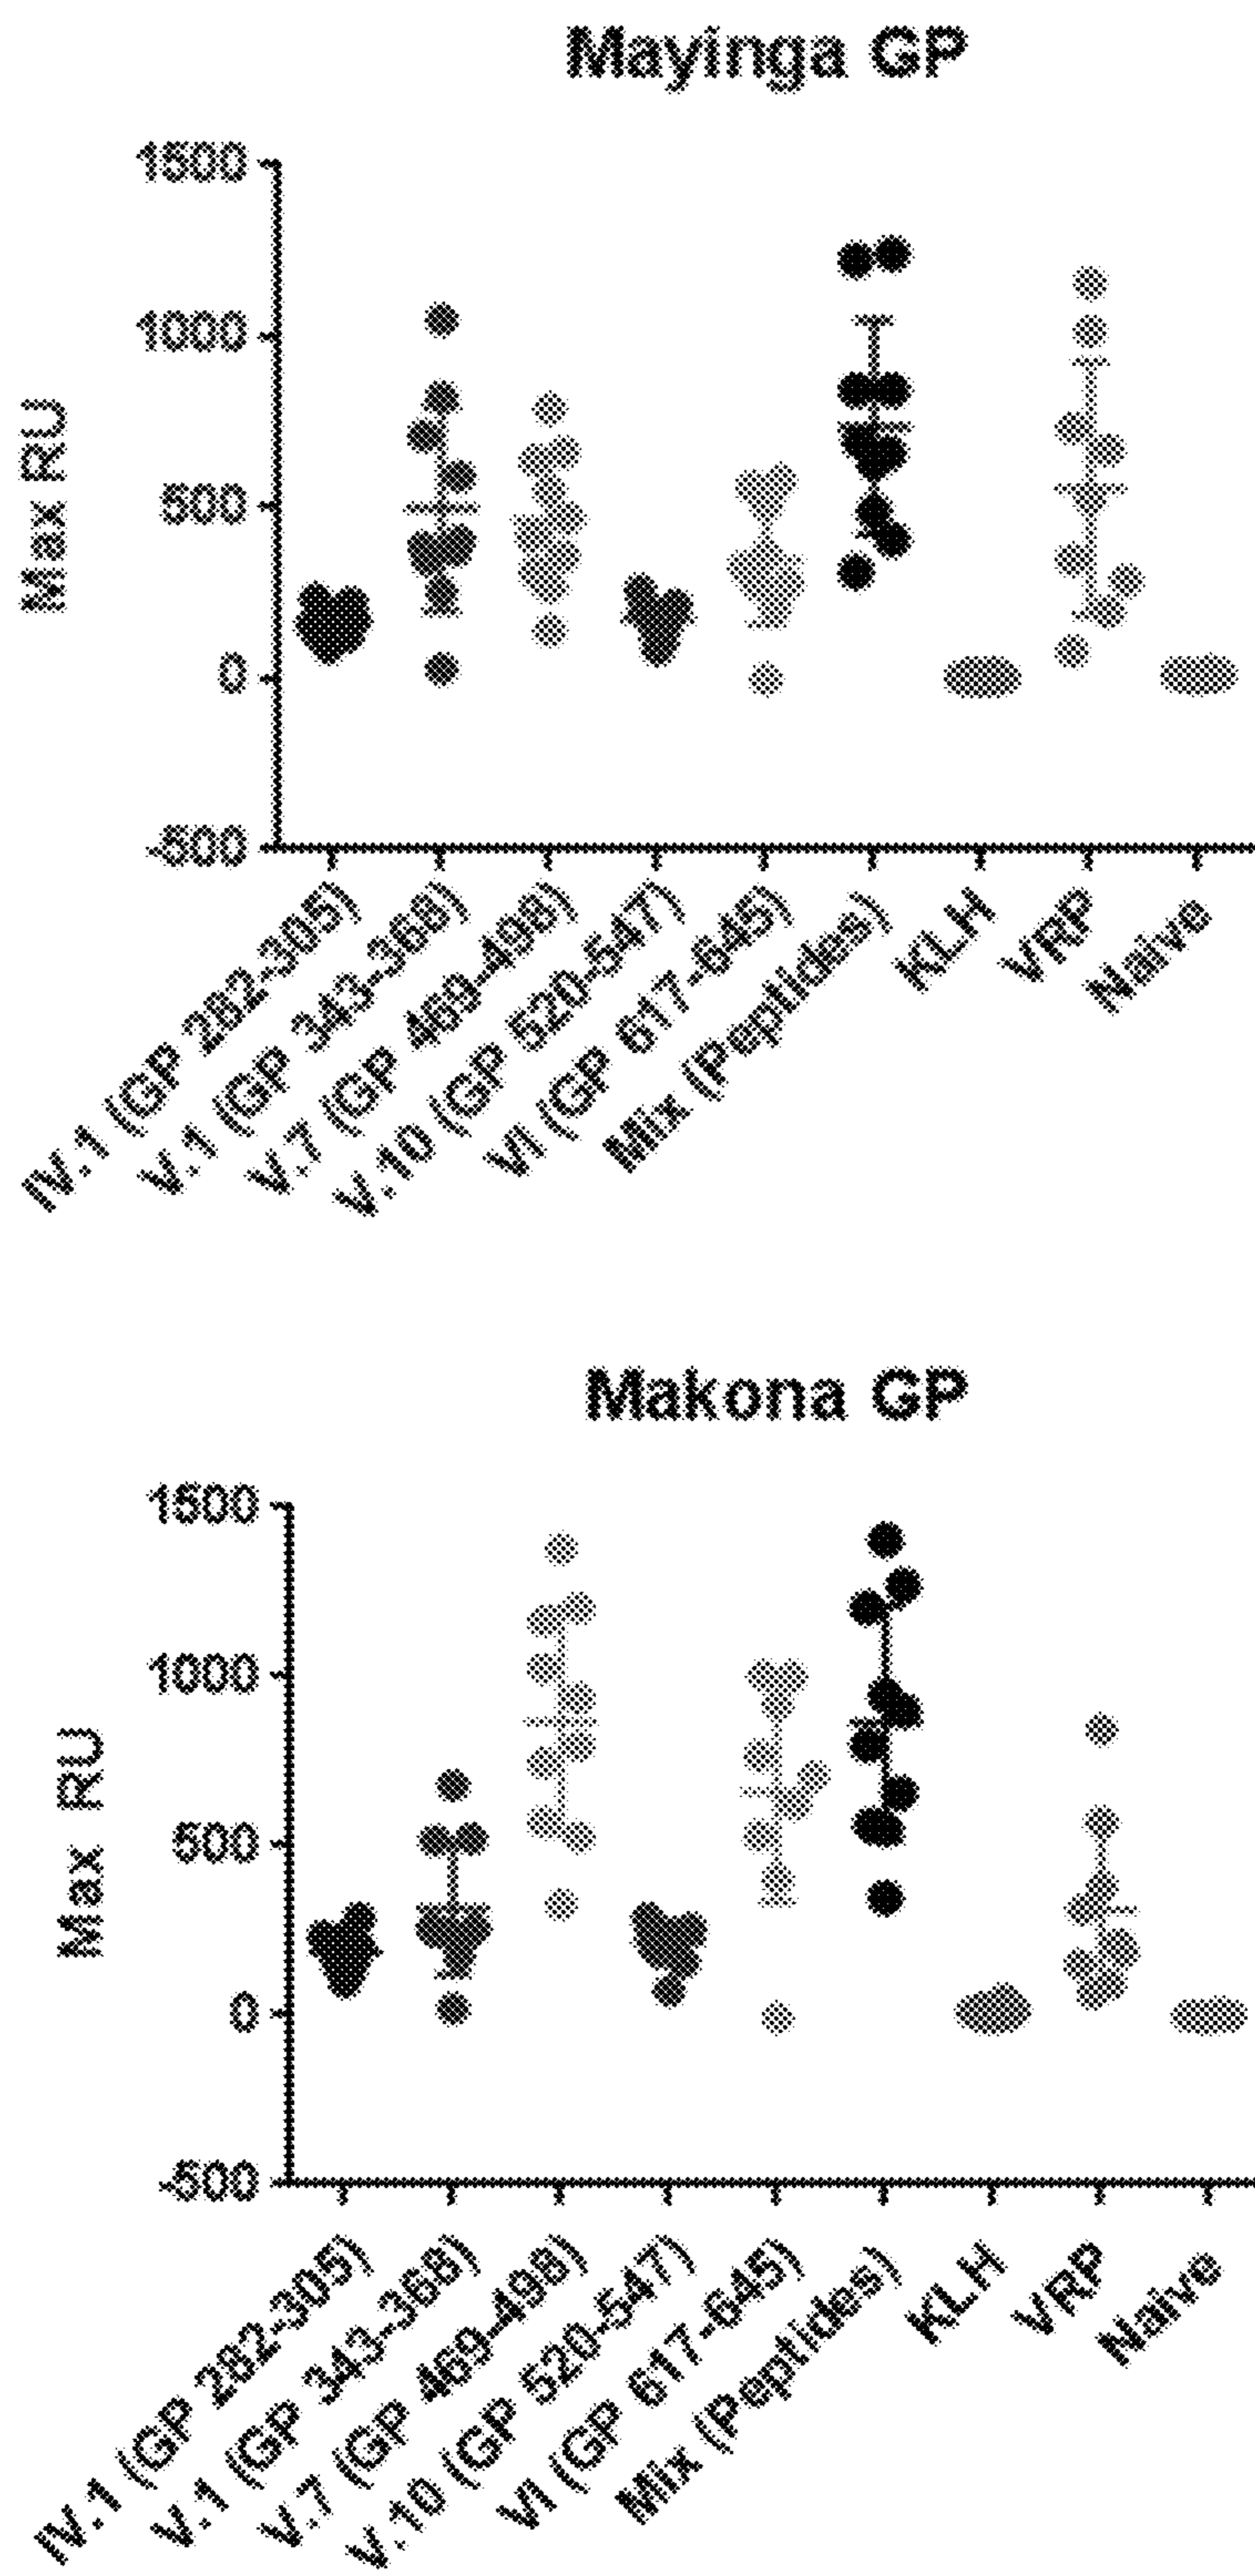 Mayinga GP
1500
1000
500
0
-500
Max RU
IV.1 (GP 282-305)
V.1 (GP 343-368)
V.7 (GP 469-498)
V.10 (GP 520-547)
VI (GP 617-645)
Mix (Peptides)
KLH
VRP
Naive
Makona GP
1500
1000
500
0
-500
Max RU
IV.1 (GP 282-305)
V.1 (GP 343-368)
V.7 (GP 469-498)
V.10 (GP 520-547)
VI (GP 617-645)
Mix (Peptides)
KLH
VRP
Naive